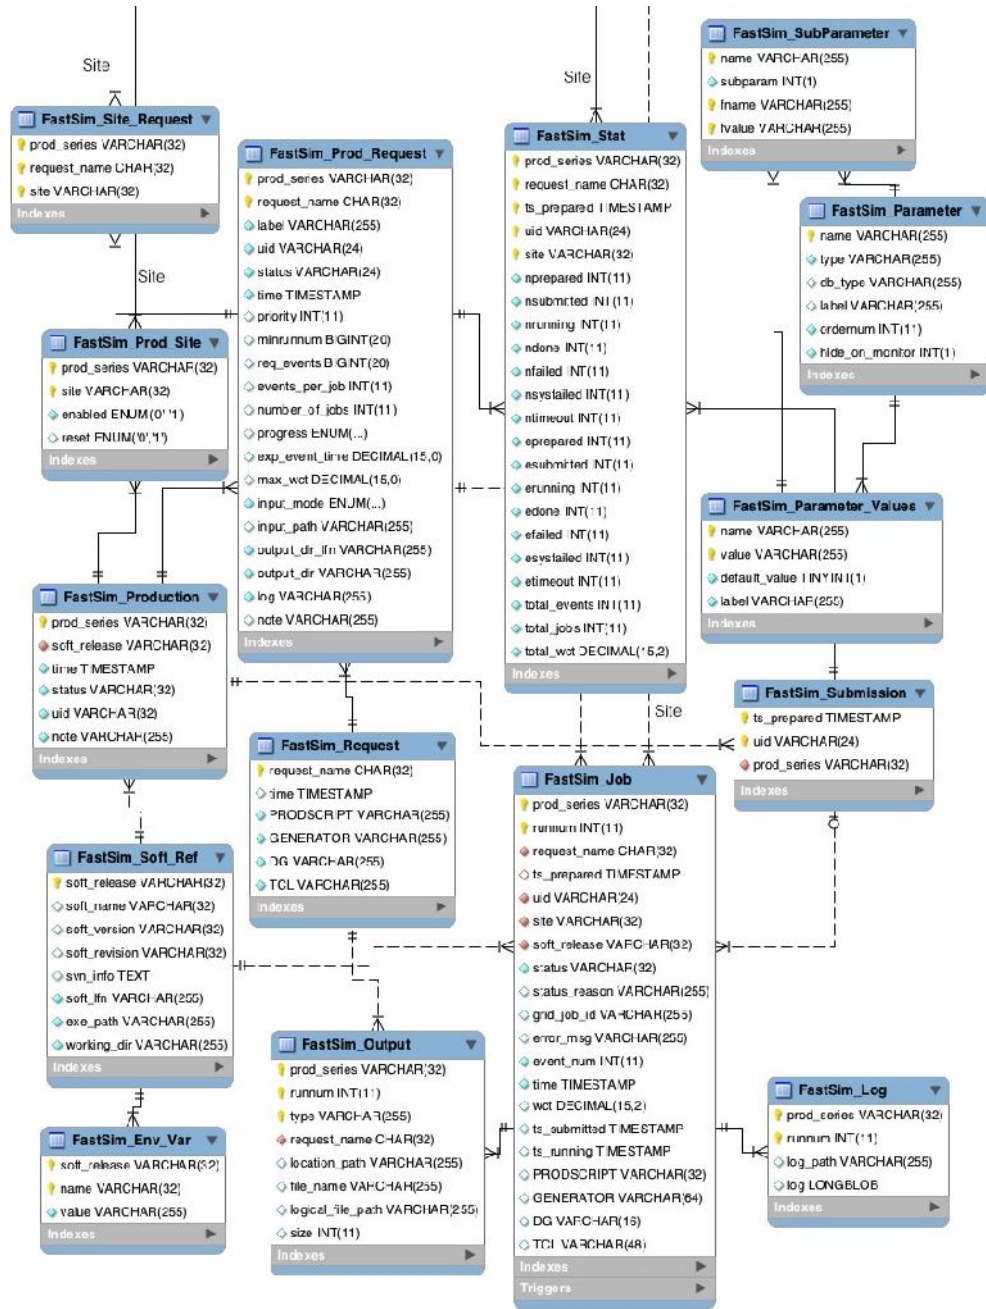 Site
FastSim_Site_Request
prod_series VARCHAR(32)
request_name CHAR(32)
site VARCHAR(32)
Indexes
Site
FastSim_Prod_Site
prod_series VARCHAR(32)
site VARCHAR(32)
enabled ENUM('0','1')
reset ENUM('0','1')
Indexes
FastSim_Production
prod_series VARCHAR(32)
soft_release VARCHAR(32)
time TIMESTAMP
status VARCHAR(32)
uid VARCHAR(32)
note VARCHAR(255)
Indexes
FastSim_Soft_Ref
soft_release VARCHAR(32)
soft_name VARCHAR(32)
soft_version VARCHAR(32)
soft_revision VARCHAR(32)
svn_info TEXT
soft_lfn VARCHAR(255)
exe_path VARCHAR(255)
working_dir VARCHAR(255)
Indexes
FastSim_Env_Var
soft_release VARCHAR(32)
name VARCHAR(32)
value VARCHAR(255)
Indexes
FastSim_Prod_Request
prod_series VARCHAR(32)
request_name CHAR(32)
label VARCHAR(255)
uid VARCHAR(24)
status VARCHAR(24)
time TIMESTAMP
priority INT(11)
minrunnum BIGINT(20)
req_events BIGINT(20)
events_per_job INT(11)
number_of_jobs INT(11)
progress ENUM(...)
exp_event_time DECIMAL(15,0)
max_wct DECIMAL(15,0)
input_mode ENUM(...)
input_path VARCHAR(255)
output_dir_lfn VARCHAR(255)
output_dir VARCHAR(255)
log VARCHAR(255)
note VARCHAR(255)
Indexes
FastSim_Request
request_name CHAR(32)
time TIMESTAMP
PRODSCRIPT VARCHAR(255)
GENERATOR VARCHAR(255)
DG VARCHAR(255)
TCL VARCHAR(255)
Indexes
FastSim_Output
prod_series VARCHAR(32)
runnum INT(11)
type VARCHAR(255)
request_name CHAR(32)
location_path VARCHAR(255)
file_name VARCHAR(255)
logical_file_path VARCHAR(255)
size INT(11)
Indexes
Site
FastSim_Stat
prod_series VARCHAR(32)
request_name CHAR(32)
ts_prepared TIMESTAMP
uid VARCHAR(24)
site VARCHAR(32)
nprepared INT(11)
nsubmitted INT(11)
nrunning INT(11)
ndone INT(11)
nfailed INT(11)
nsysfailed INT(11)
ntimeout INT(11)
eprepared INT(11)
esubmitted INT(11)
erunning INT(11)
edone INT(11)
efailed INT(11)
esysfailed INT(11)
etimeout INT(11)
total_events INT(11)
total_jobs INT(11)
total_wct DECIMAL(15,2)
Indexes
Site
FastSim_Job
prod_series VARCHAR(32)
runnum INT(11)
request_name CHAR(32)
ts_prepared TIMESTAMP
uid VARCHAR(24)
site VARCHAR(32)
soft_release VARCHAR(32)
status VARCHAR(32)
status_reason VARCHAR(255)
grid_job_id VARCHAR(255)
error_msg VARCHAR(255)
event_num INT(11)
time TIMESTAMP
wct DECIMAL(15,2)
ts_submitted TIMESTAMP
ts_running TIMESTAMP
PRODSCRIPT VARCHAR(32)
GENERATOR VARCHAR(64)
DG VARCHAR(16)
TCL VARCHAR(48)
Indexes
Triggers
FastSim_SubParameter
name VARCHAR(255)
subparam INT(1)
fname VARCHAR(255)
fvalue VARCHAR(255)
Indexes
FastSim_Parameter
name VARCHAR(255)
type VARCHAR(255)
db_type VARCHAR(255)
label VARCHAR(255)
ordernum INT(11)
hide_on_monitor INT(1)
Indexes
FastSim_Parameter_Values
name VARCHAR(255)
value VARCHAR(255)
default_value TINYINT(1)
label VARCHAR(255)
Indexes
FastSim_Submission
ts_prepared TIMESTAMP
uid VARCHAR(24)
prod_series VARCHAR(32)
Indexes
FastSim_Log
prod_series VARCHAR(32)
runnum INT(11)
log_path VARCHAR(255)
log LONGBLOB
Indexes